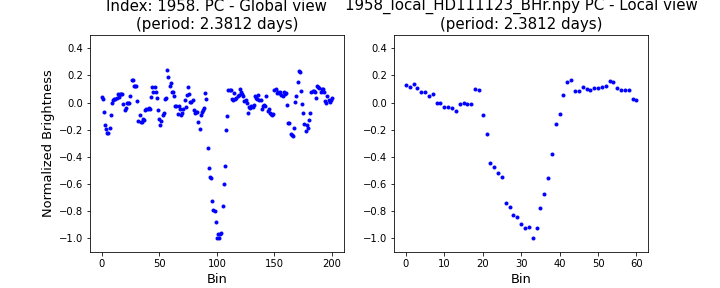 Index: 1958. PC - Global view
(period: 2.3812 days)
1958_local_HD111123_BHr.npy PC - Local view
(period: 2.3812 days)
Normalized Brightness
0.4
0.2
0.0
−0.2
−0.4
−0.6
−0.8
−1.0
0 50 100 150 200
Bin
0.4
0.2
0.0
−0.2
−0.4
−0.6
−0.8
−1.0
0 10 20 30 40 50 60
Bin